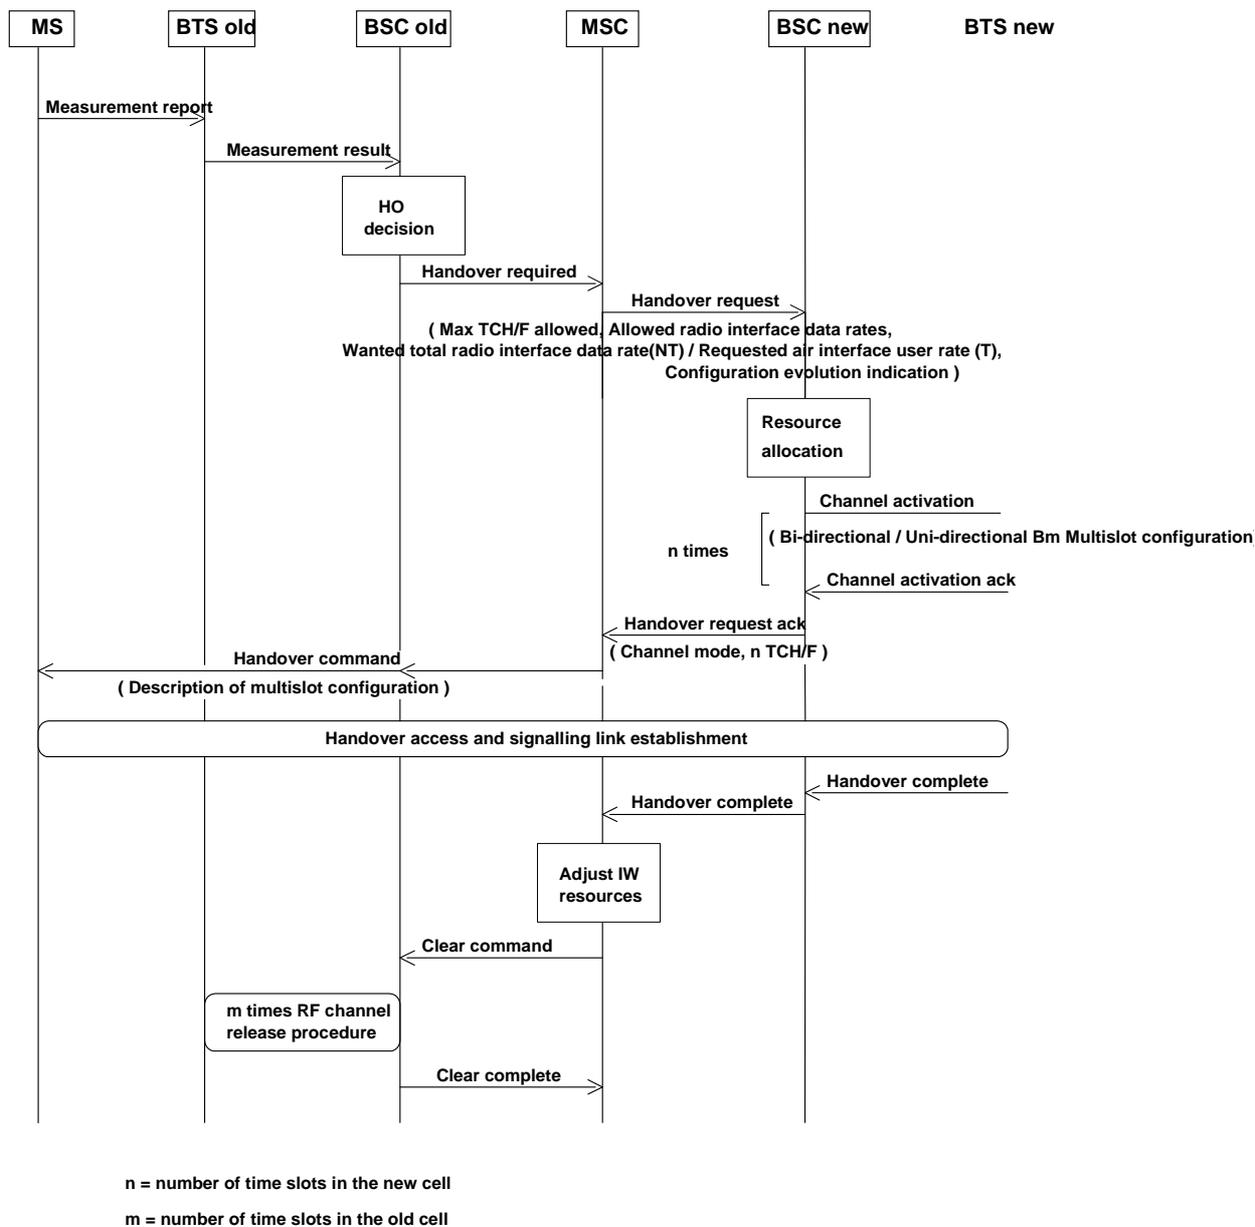 MS BTS old BSC old MSC BSC new BTS new
Measurement report
Measurement result
HO
decision
Handover required
Handover request
( Max TCH/F allowed, Allowed radio interface data rates,
Wanted total radio interface data rate(NT) / Requested air interface user rate (T),
Configuration evolution indication )
Resource
allocation
Channel activation
( Bi-directional / Uni-directional Bm Multislot configuration)
n times
Channel activation ack
Handover request ack
( Channel mode, n TCH/F )
Handover command
( Description of multislot configuration )
Handover access and signalling link establishment
Handover complete
Handover complete
Adjust IW
resources
Clear command
m times RF channel
release procedure
Clear complete
n = number of time slots in the new cell
m = number of time slots in the old cell